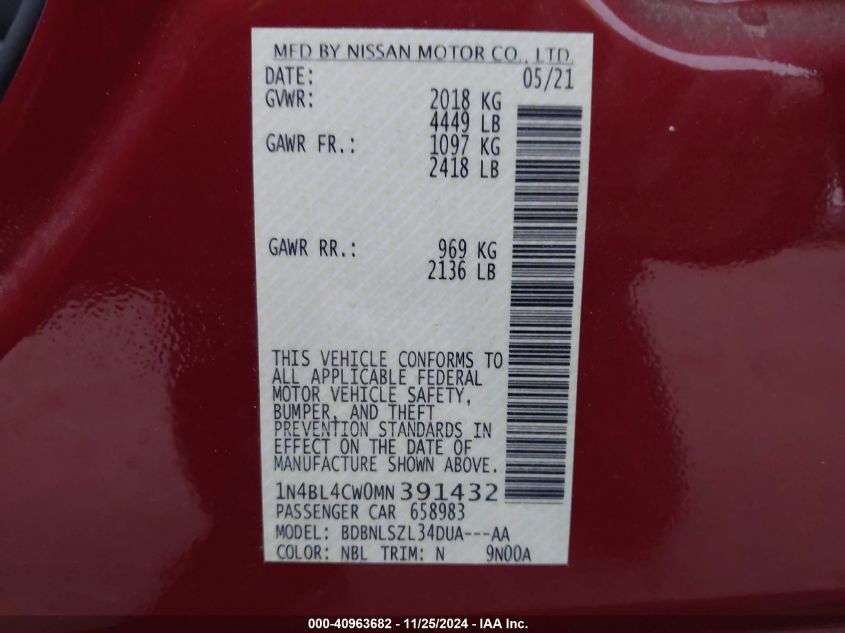 MFD BY NISSAN MOTOR CO., LTD.
DATE: 05/21
GVWR: 2018 KG
4449 LB
GAWR FR.: 1097 KG
2418 LB
GAWR RR.: 969 KG
2136 LB
THIS VEHICLE CONFORMS TO
ALL APPLICABLE FEDERAL
MOTOR VEHICLE SAFETY,
BUMPER, AND THEFT
PREVENTION STANDARDS IN
EFFECT ON THE DATE OF
MANUFACTURE SHOWN ABOVE.
1N4BL4CW0MN391432
PASSENGER CAR 658983
MODEL: BDBNLSZL34DUA---AA
COLOR: NBL TRIM: N 9N00A
000-40963682 - 11/25/2024 - IAA Inc.